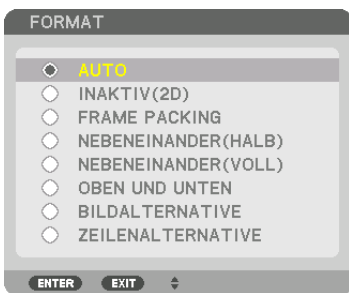 FORMAT
AUTO
INAKTIV(2D)
FRAME PACKING
NEBENEINANDER(HALB)
NEBENEINANDER(VOLL)
OBEN UND UNTEN
BILDALTERNATIVE
ZEILENALTERNATIVE
ENTER EXIT